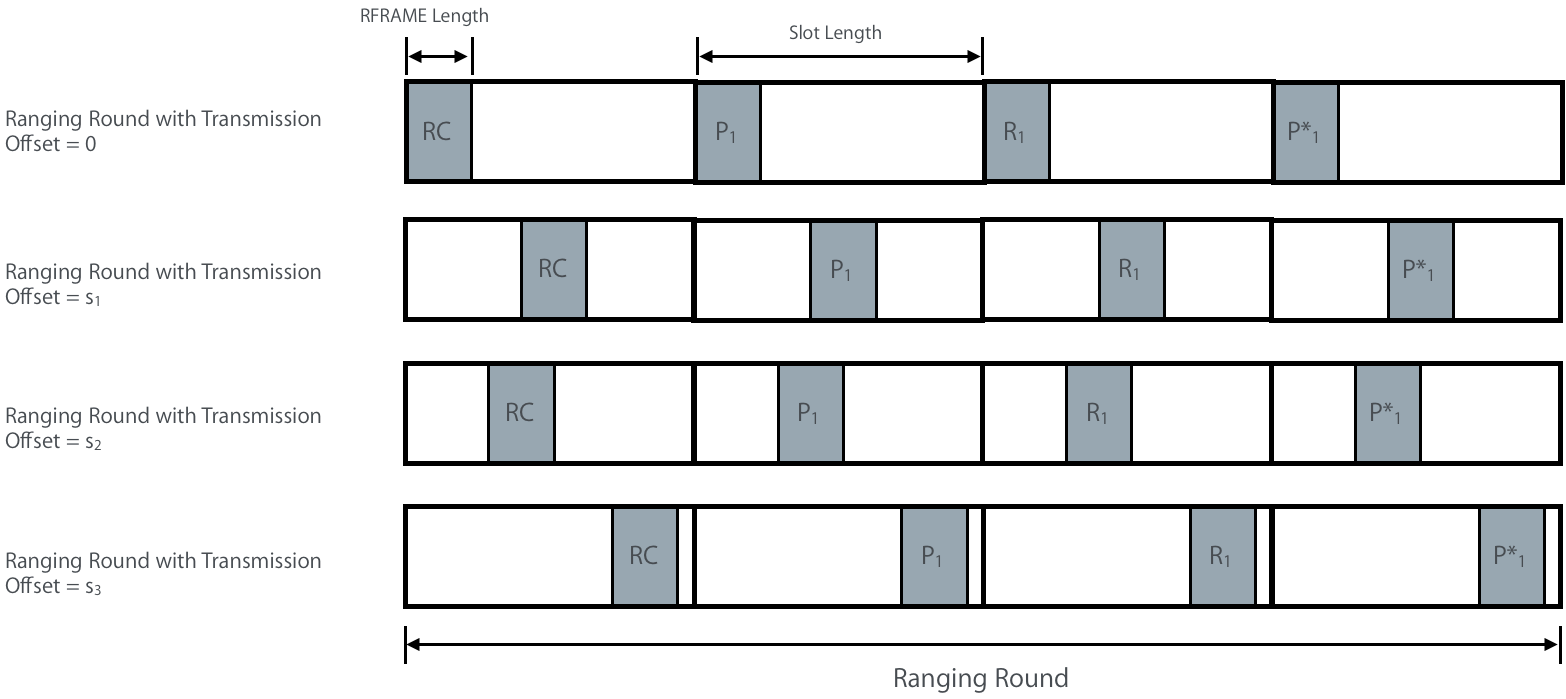 RFRAME Length
Slot Length
Ranging Round with Transmission
Offset = 0
RC
P₁
R₁
P*₁
Ranging Round with Transmission
Offset = s₁
RC
P₁
R₁
P*₁
Ranging Round with Transmission
Offset = s₂
RC
P₁
R₁
P*₁
Ranging Round with Transmission
Offset = s₃
RC
P₁
R₁
P*₁
Ranging Round